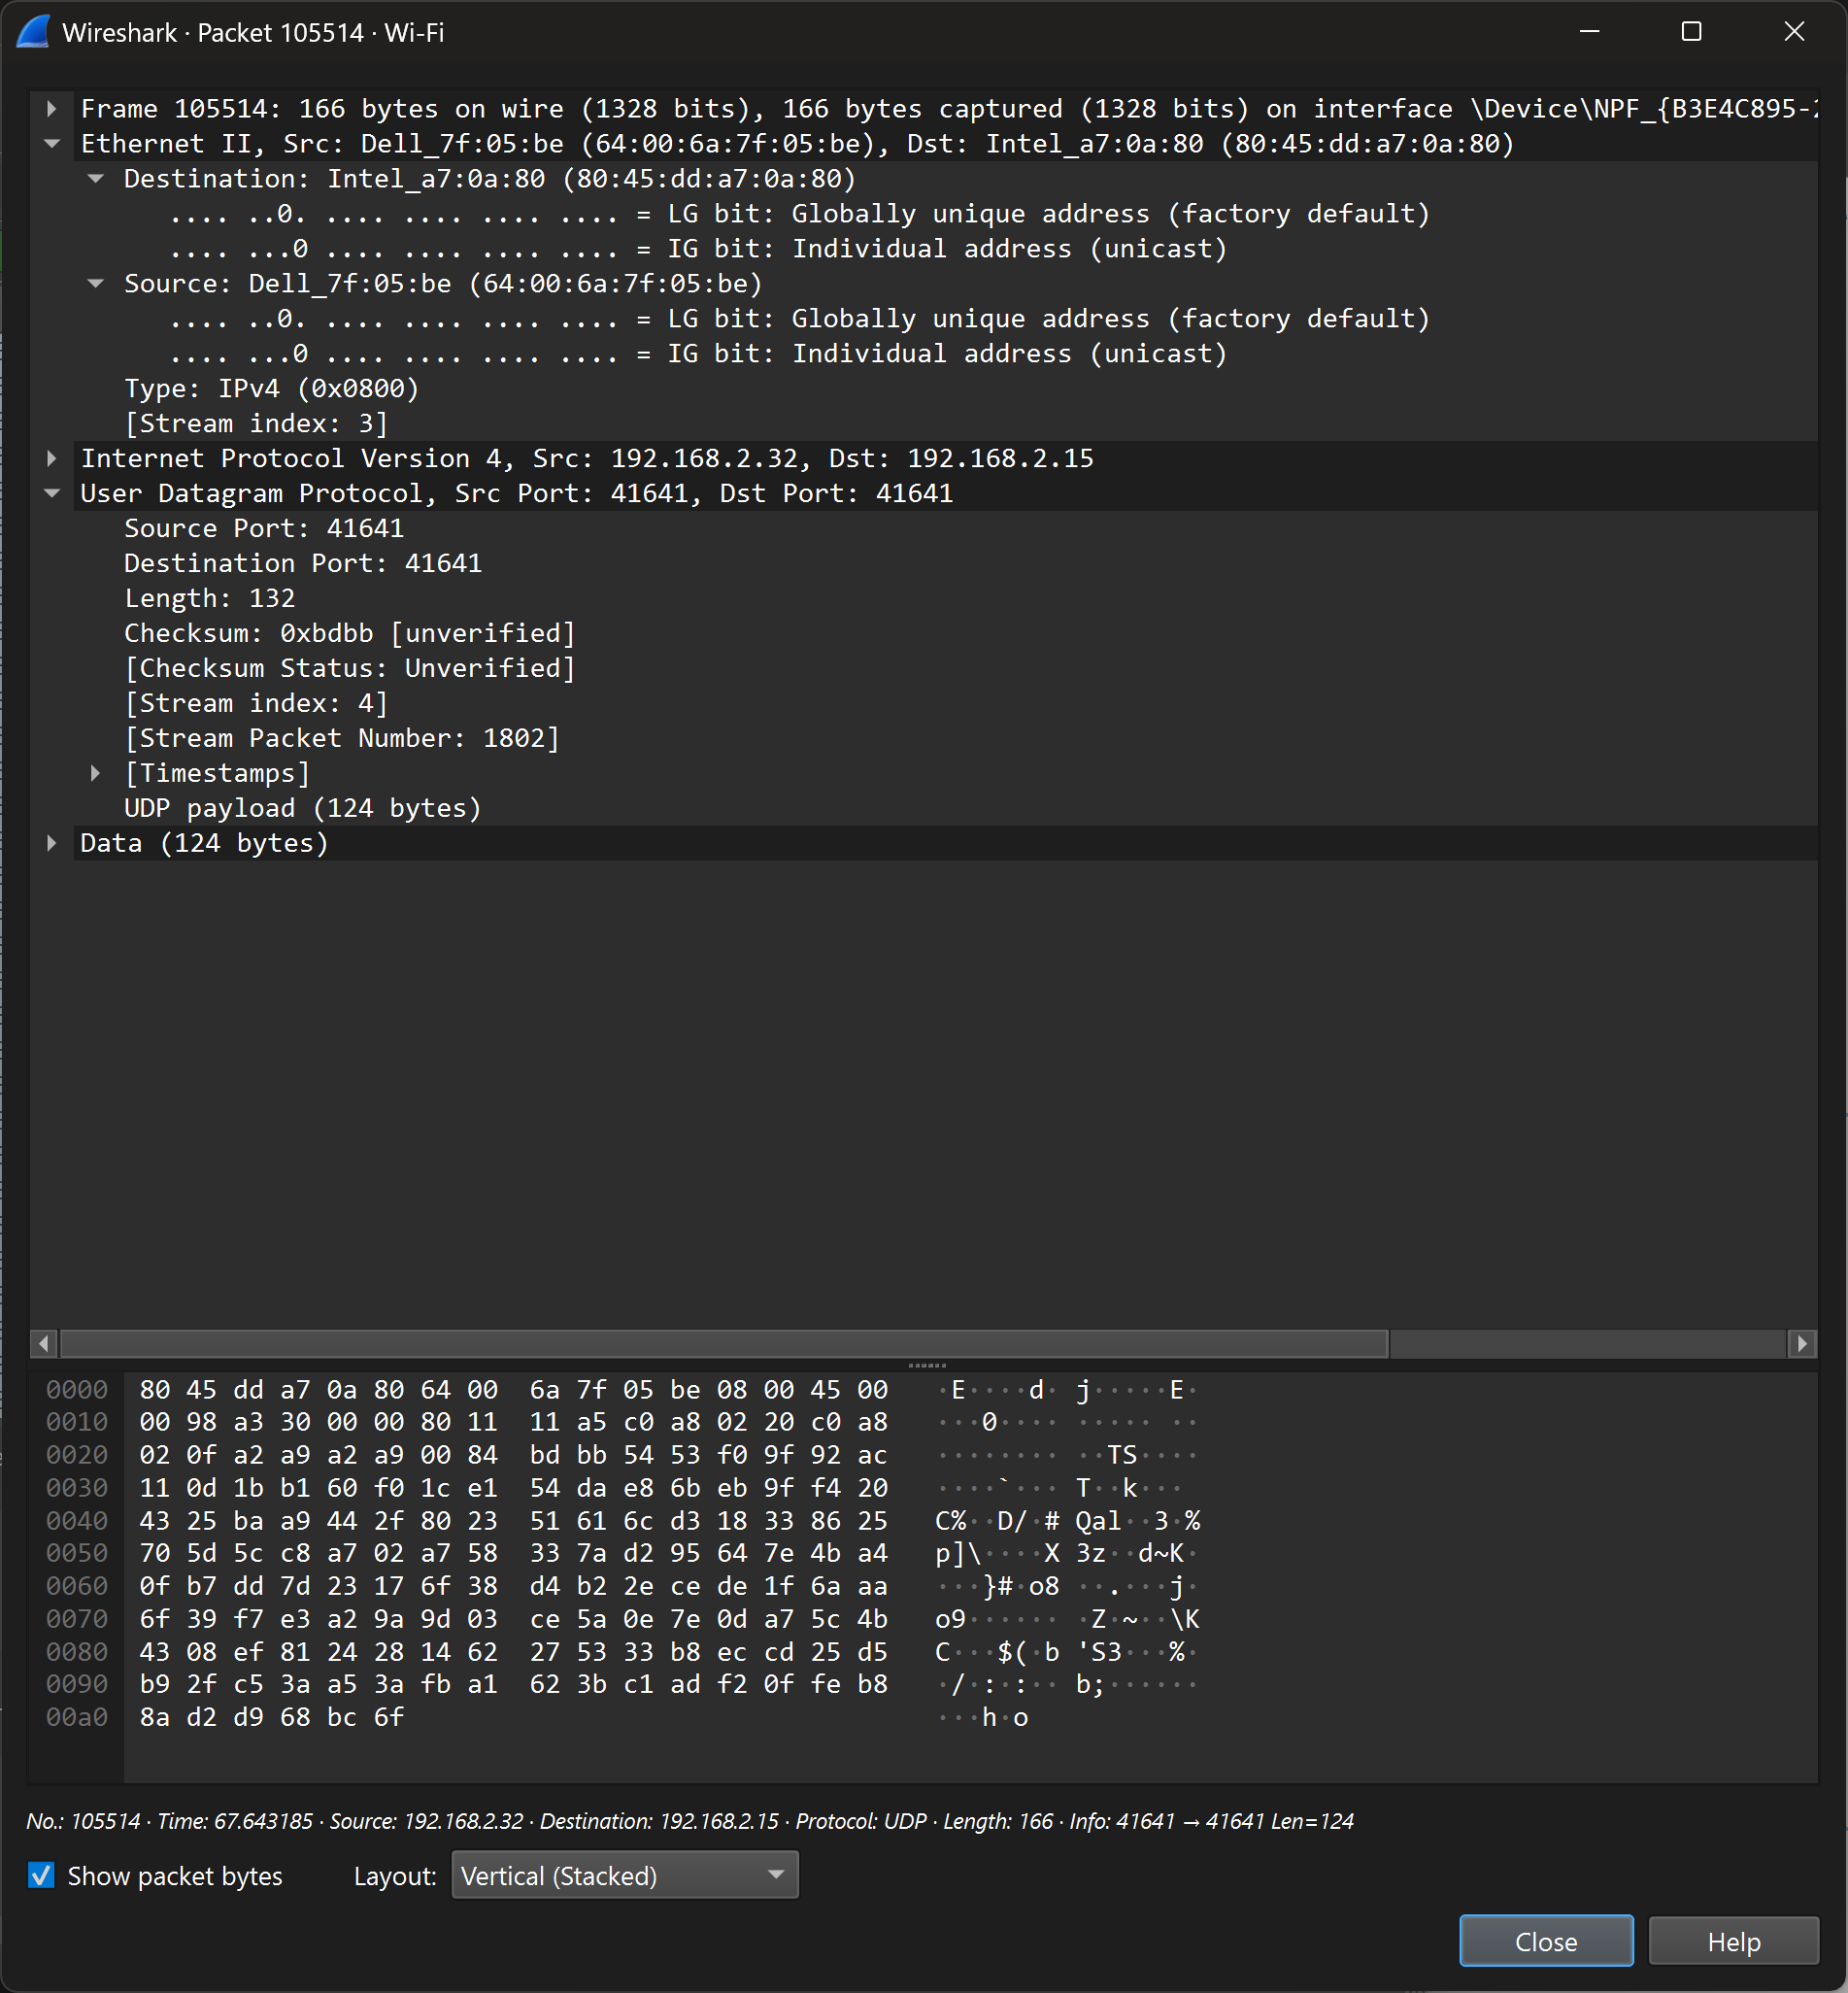 Wireshark · Packet 105514 · Wi-Fi
Frame 105514: 166 bytes on wire (1328 bits), 166 bytes captured (1328 bits) on interface \Device\NPF_{B3E4C895-
Ethernet II, Src: Dell_7f:05:be (64:00:6a:7f:05:be), Dst: Intel_a7:0a:80 (80:45:dd:a7:0a:80)
Destination: Intel_a7:0a:80 (80:45:dd:a7:0a:80)
.... ..0. .... .... .... .... = LG bit: Globally unique address (factory default)
.... ...0 .... .... .... .... = IG bit: Individual address (unicast)
Source: Dell_7f:05:be (64:00:6a:7f:05:be)
.... ..0. .... .... .... .... = LG bit: Globally unique address (factory default)
.... ...0 .... .... .... .... = IG bit: Individual address (unicast)
Type: IPv4 (0x0800)
[Stream index: 3]
Internet Protocol Version 4, Src: 192.168.2.32, Dst: 192.168.2.15
User Datagram Protocol, Src Port: 41641, Dst Port: 41641
Source Port: 41641
Destination Port: 41641
Length: 132
Checksum: 0xbdbb [unverified]
[Checksum Status: Unverified]
[Stream index: 4]
[Stream Packet Number: 1802]
[Timestamps]
UDP payload (124 bytes)
Data (124 bytes)
0000 80 45 dd a7 0a 80 64 00 6a 7f 05 be 08 00 45 00 ·E····d· j·····E·
0010 00 98 a3 30 00 00 80 11 11 a5 c0 a8 02 20 c0 a8 ···0···· ····· ··
0020 02 0f a2 a9 a2 a9 00 84 bd bb 54 53 f0 9f 92 ac ········ ··TS····
0030 11 0d 1b b1 60 f0 1c e1 54 da e8 6b eb 9f f4 20 ····`··· T··k··· 
0040 43 25 ba a9 44 2f 80 23 51 61 6c d3 18 33 86 25 C%··D/·# Qal··3·%
0050 70 5d 5c c8 a7 02 a7 58 33 7a d2 95 64 7e 4b a4 p]\····X 3z··d~K·
0060 0f b7 dd 7d 23 17 6f 38 d4 b2 2e ce de 1f 6a aa ···}#·o8 ··.···j·
0070 6f 39 f7 e3 a2 9a 9d 03 ce 5a 0e 7e 0d a7 5c 4b o9······ ·Z·~··\K
0080 43 08 ef 81 24 28 14 62 27 53 33 b8 ec cd 25 d5 C···$(·b 'S3···%·
0090 b9 2f c5 3a a5 3a fb a1 62 3b c1 ad f2 0f fe b8 ·/·:·:·· b;······
00a0 8a d2 d9 68 bc 6f ···h·o
No.: 105514 · Time: 67.643185 · Source: 192.168.2.32 · Destination: 192.168.2.15 · Protocol: UDP · Length: 166 · Info: 41641 → 41641 Len=124
Show packet bytes Layout: Vertical (Stacked)
Close Help